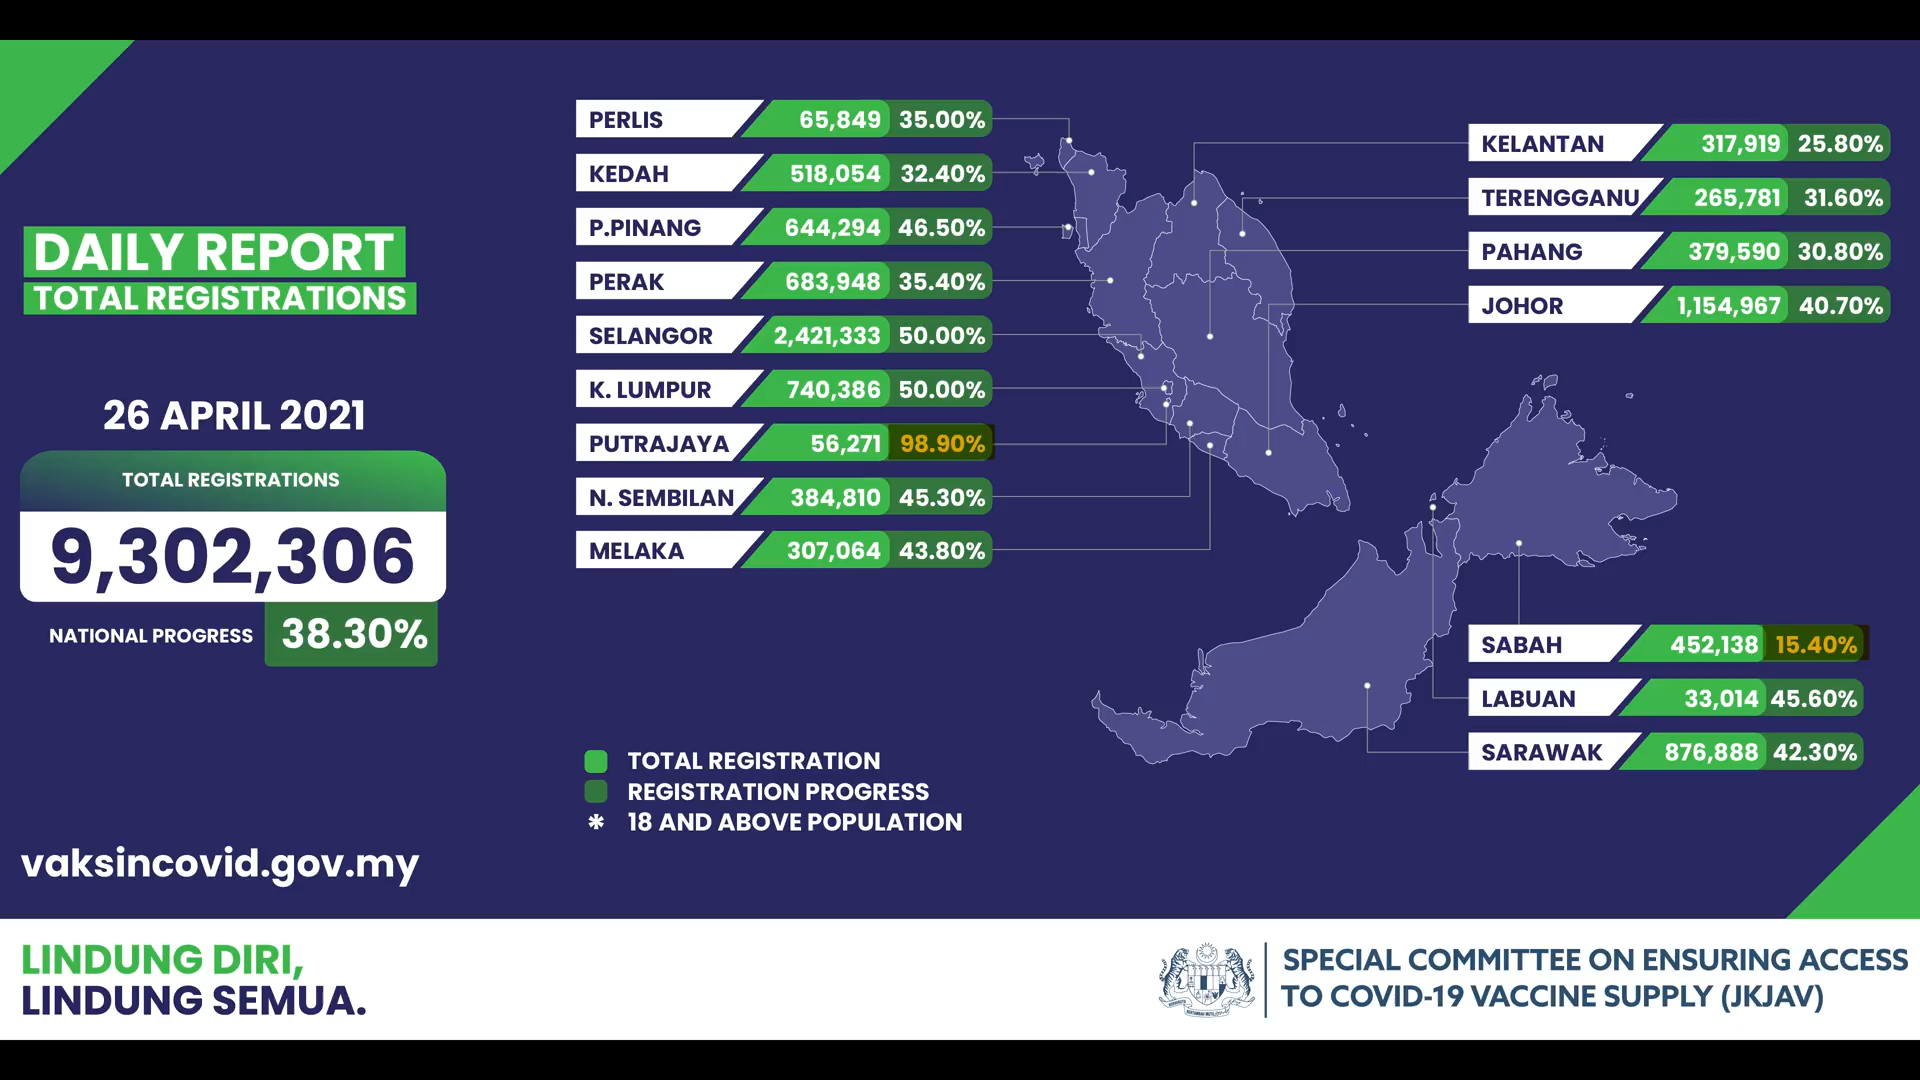 DAILY REPORT
TOTAL REGISTRATIONS
26 APRIL 2021
TOTAL REGISTRATIONS
9,302,306
NATIONAL PROGRESS 38.30%
vaksincovid.gov.my
PERLIS 65,849 35.00%
KEDAH 518,054 32.40%
P.PINANG 644,294 46.50%
PERAK 683,948 35.40%
SELANGOR 2,421,333 50.00%
K. LUMPUR 740,386 50.00%
PUTRAJAYA 56,271 98.90%
N. SEMBILAN 384,810 45.30%
MELAKA 307,064 43.80%
TOTAL REGISTRATION
REGISTRATION PROGRESS
* 18 AND ABOVE POPULATION
KELANTAN 317,919 25.80%
TERENGGANU 265,781 31.60%
PAHANG 379,590 30.80%
JOHOR 1,154,967 40.70%
SABAH 452,138 15.40%
LABUAN 33,014 45.60%
SARAWAK 876,888 42.30%
LINDUNG DIRI,
LINDUNG SEMUA.
SPECIAL COMMITTEE ON ENSURING ACCESS
TO COVID-19 VACCINE SUPPLY (JKJAV)